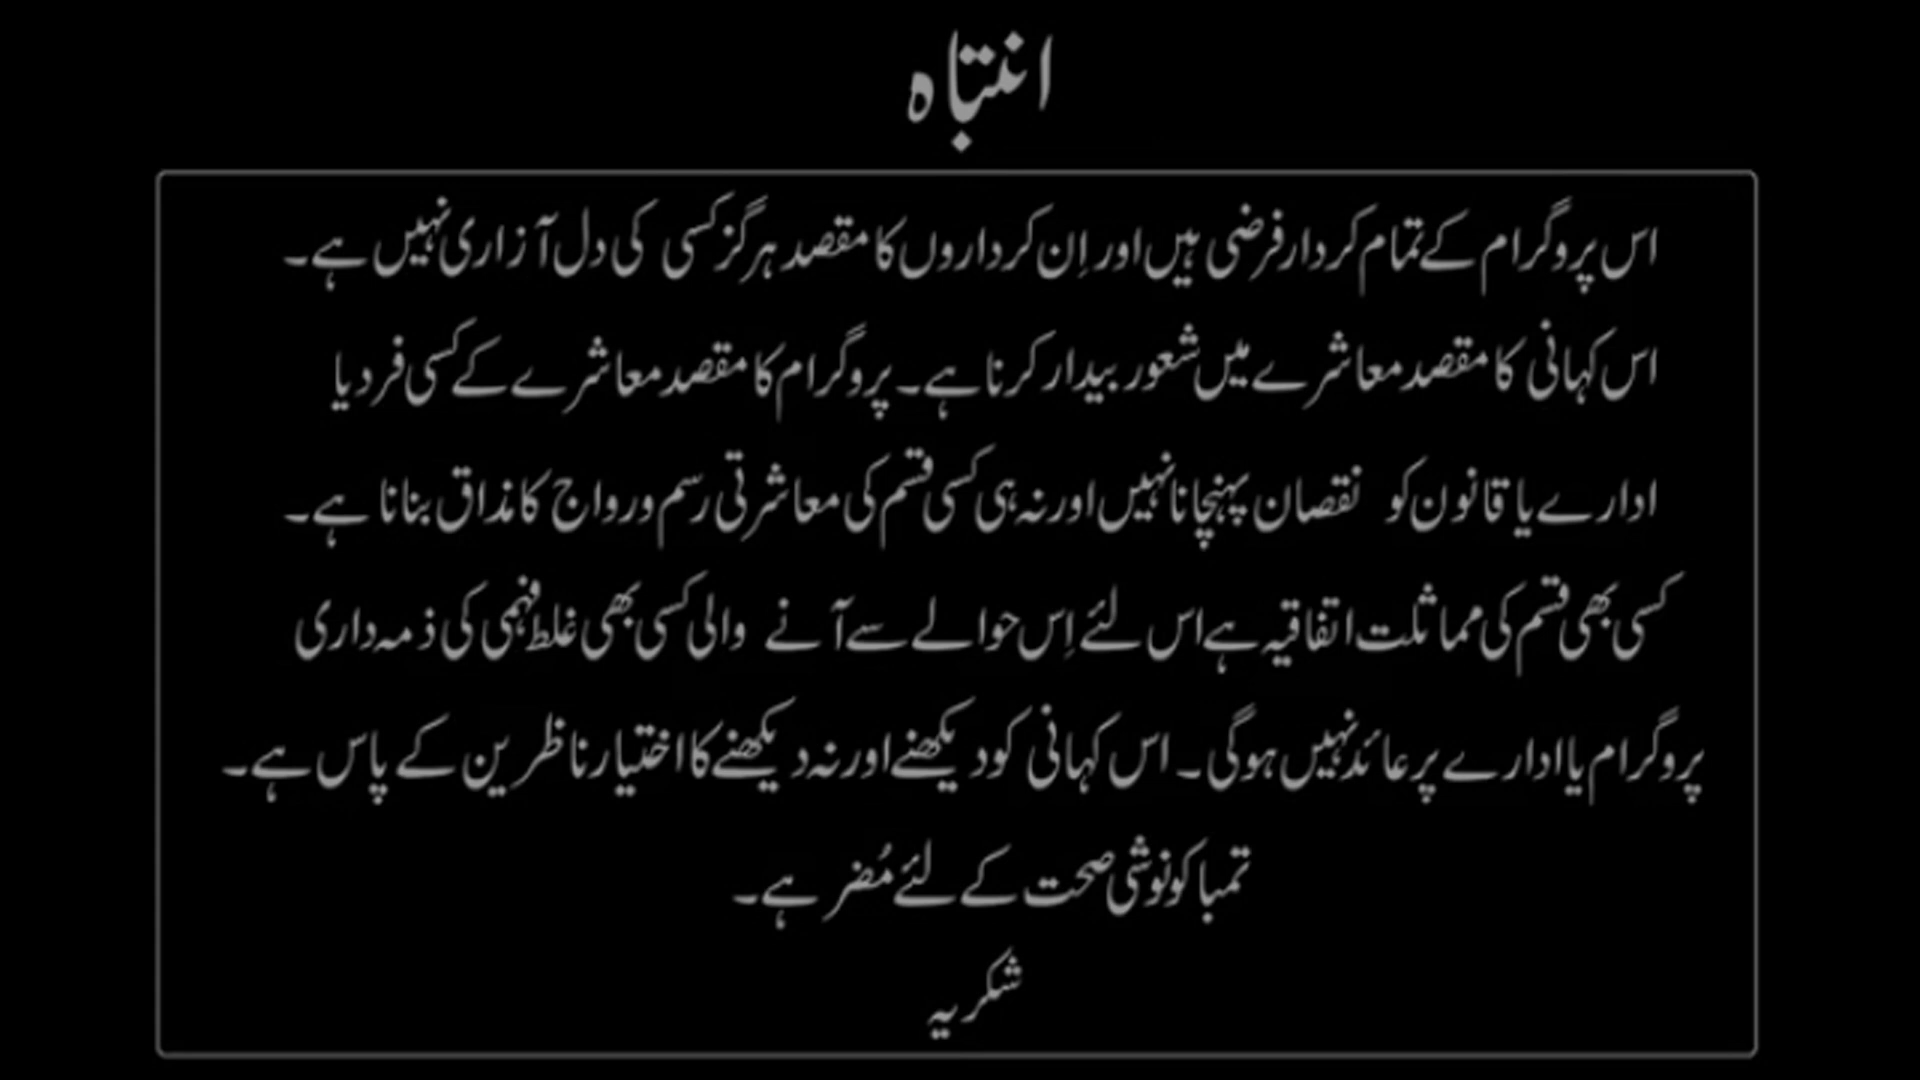 انتباہ
اس پروگرام کے تمام کردار فرضی ہیں اور اِن کرداروں کا مقصد ہرگز کسی کی دل آزاری نہیں ہے۔
اس کہانی کا مقصد معاشرے میں شعور بیدار کرنا ہے۔ پروگرام کا مقصد معاشرے کے کسی فرد یا
ادارے یا قانون کو نقصان پہنچانا نہیں اور نہ ہی کسی قسم کی معاشرتی رسم و رواج کا مذاق بنانا ہے۔
کسی بھی قسم کی مماثلت اتفاقیہ ہے اس لئے اِس حوالے سے آنے والی کسی بھی غلط فہمی کی ذمہ داری
پروگرام یا ادارے پر عائد نہیں ہوگی۔ اس کہانی کو دیکھنے اور نہ دیکھنے کا اختیار ناظرین کے پاس ہے۔
تمباکو نوشی صحت کے لئے مُضر ہے۔
شکریہ